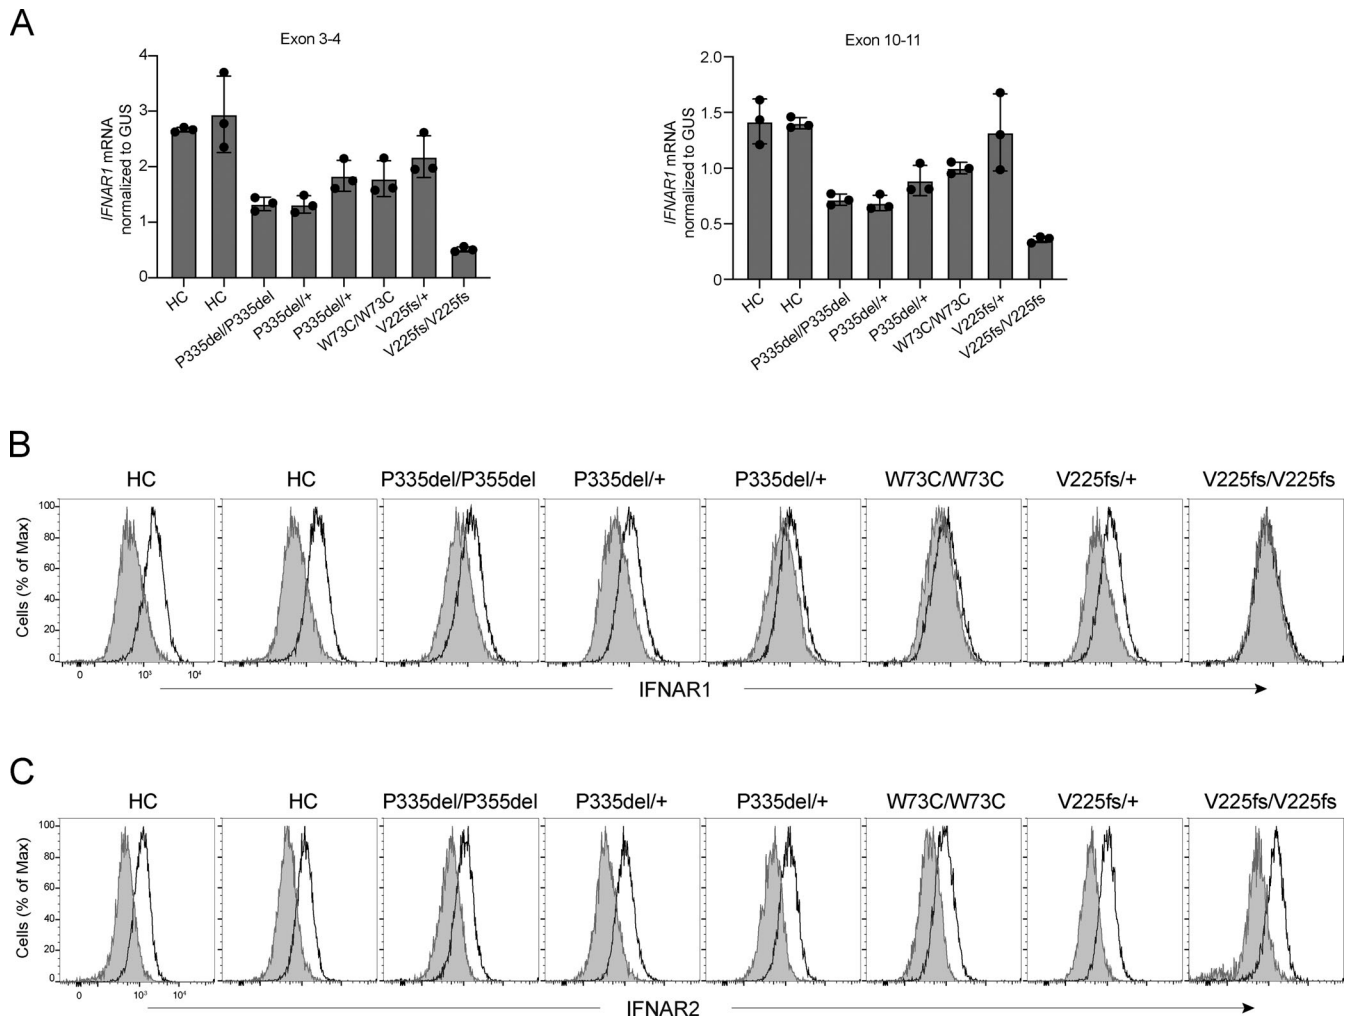 A
Exon 3-4
IFNAR1 mRNA
normalized to GUS
4
3
2
1
0
HC
HC
P335del/P335del
P335del/+
P335del/+
W73C/W73C
V225fs/+
V225fs/V225fs
Exon 10-11
IFNAR1 mRNA
normalized to GUS
2.0
1.5
1.0
0.5
0
HC
HC
P335del/P335del
P335del/+
P335del/+
W73C/W73C
V225fs/+
V225fs/V225fs
B
HC HC P335del/P355del P335del/+ P335del/+ W73C/W73C V225fs/+ V225fs/V225fs
Cells (% of Max)
100
80
60
40
20
0
0 10³ 10⁴
IFNAR1
C
HC HC P335del/P355del P335del/+ P335del/+ W73C/W73C V225fs/+ V225fs/V225fs
Cells (% of Max)
100
80
60
40
20
0
0 10³ 10⁴
IFNAR2